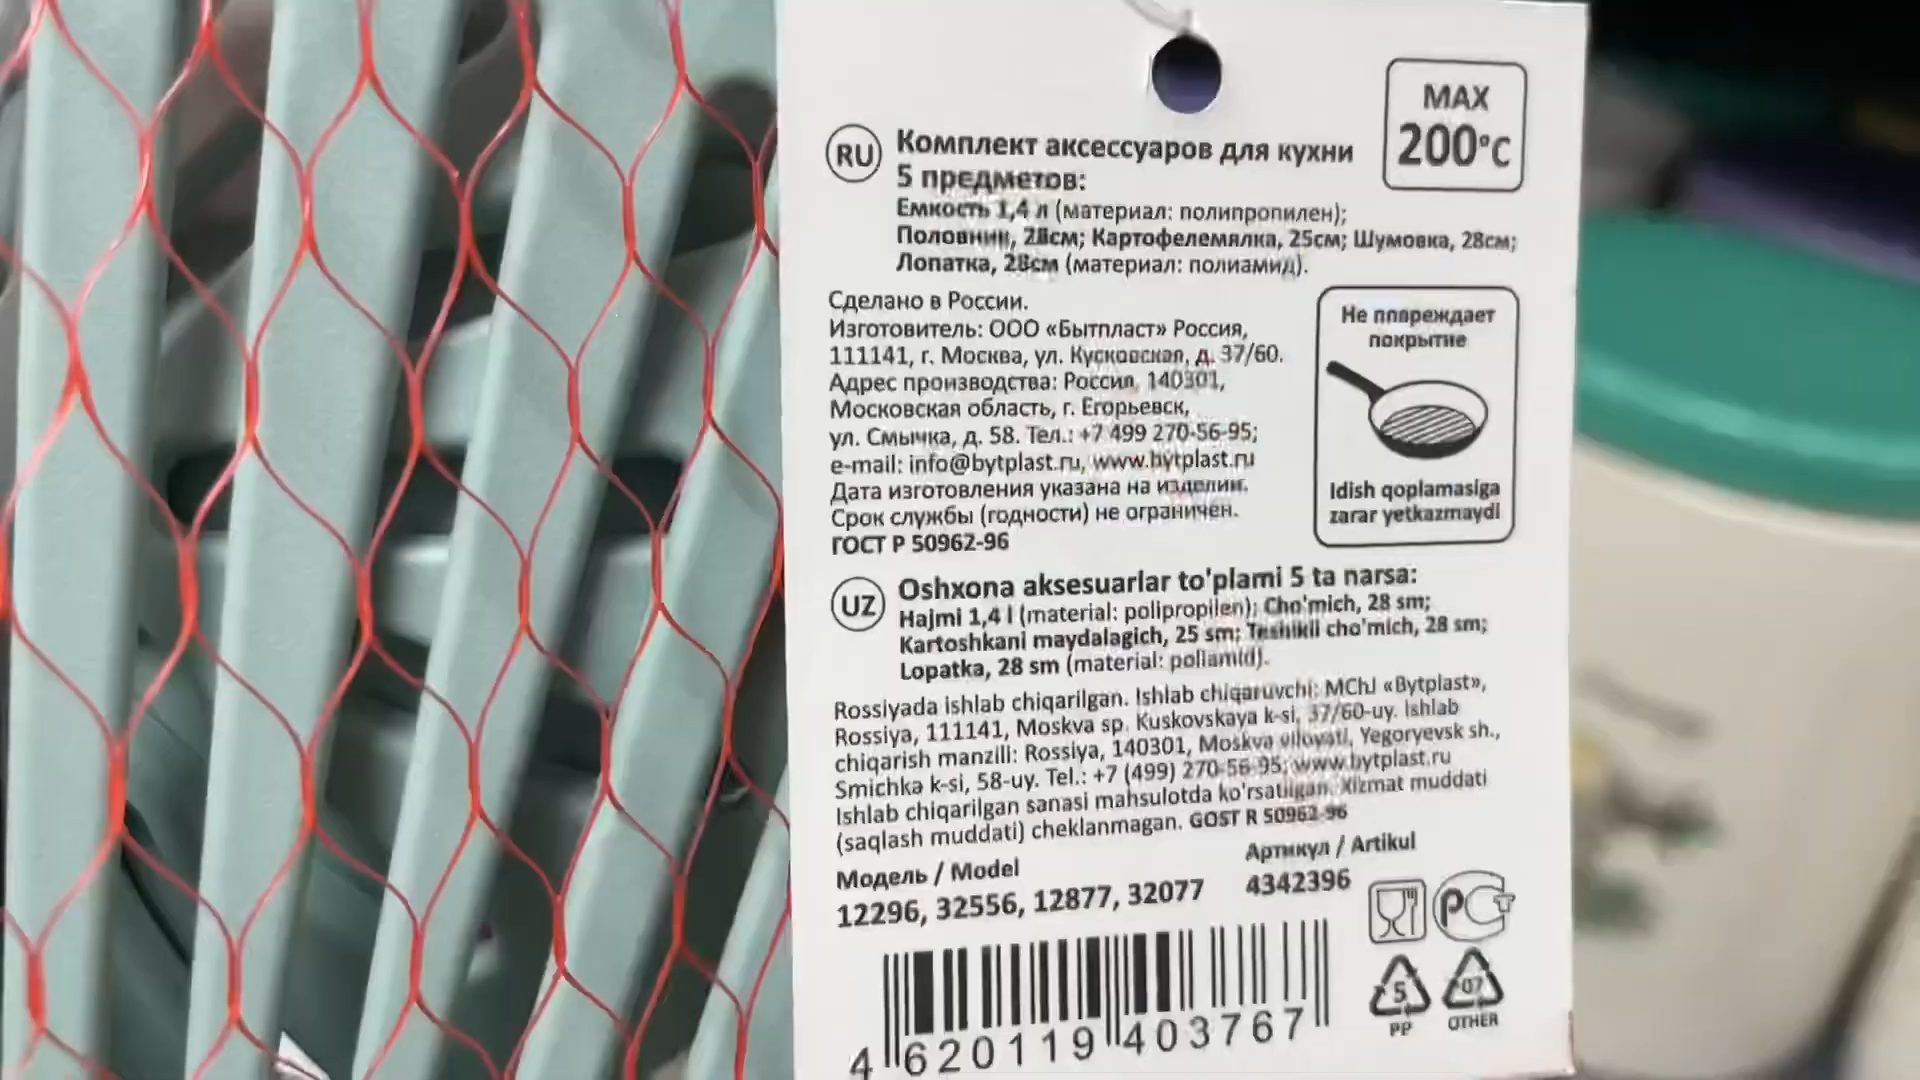 MAX
200°C
RU
Комплект аксессуаров для кухни
5 предметов:
Емкость 1,4 л (материал: полипропилен);
Половник, 28см; Картофелемялка, 25см; Шумовка, 28см;
Лопатка, 28см (материал: полиамид).
Сделано в России.
Изготовитель: ООО «Бытпласт» Россия,
111141, г. Москва, ул. Кусковская, д. 37/60.
Адрес производства: Россия, 140301,
Московская область, г. Егорьевск,
ул. Смычка, д. 58. Тел.: +7 499 270-56-95;
e-mail: info@bytplast.ru, www.bytplast.ru
Дата изготовления указана на изделии.
Срок службы (годности) не ограничен.
ГОСТ Р 50962-96
Не повреждает
покрытие
Idish qoplamasiga
zarar yetkazmaydi
UZ
Oshxona aksesuarlar to'plami 5 ta narsa:
Hajmi 1,4 l (material: polipropilen); Cho'mich, 28 sm;
Kartoshkani maydalagich, 25 sm; Teshikli cho'mich, 28 sm;
Lopatka, 28 sm (material: poliamid).
Rossiyada ishlab chiqarilgan. Ishlab chiqaruvchi: MChJ «Bytplast»,
Rossiya, 111141, Moskva sp. Kuskovskaya k-si, 37/60-uy. Ishlab
chiqarish manzili: Rossiya, 140301, Moskva viloyati, Yegoryevsk sh.,
Smichka k-si, 58-uy. Tel.: +7 (499) 270-56-95; www.bytplast.ru
Ishlab chiqarilgan sanasi mahsulotda ko'rsatilgan. Xizmat muddati
(saqlash muddati) cheklanmagan. GOST R 50962-96
Модель / Model
12296, 32556, 12877, 32077
Артикул / Artikul
4342396
4 620119 403767
5
PP
07
OTHER